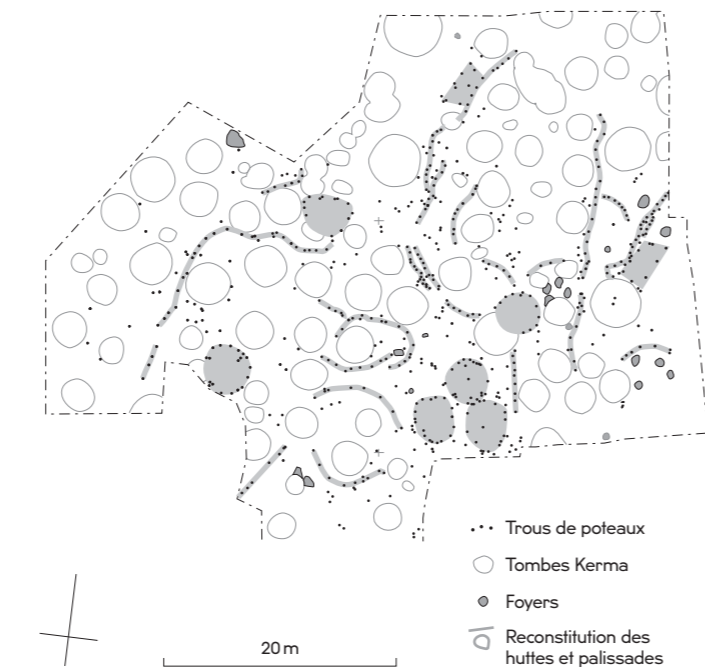 Trous de poteaux
Tombes Kerma
Foyers
Reconstitution des
huttes et palissades
20 m